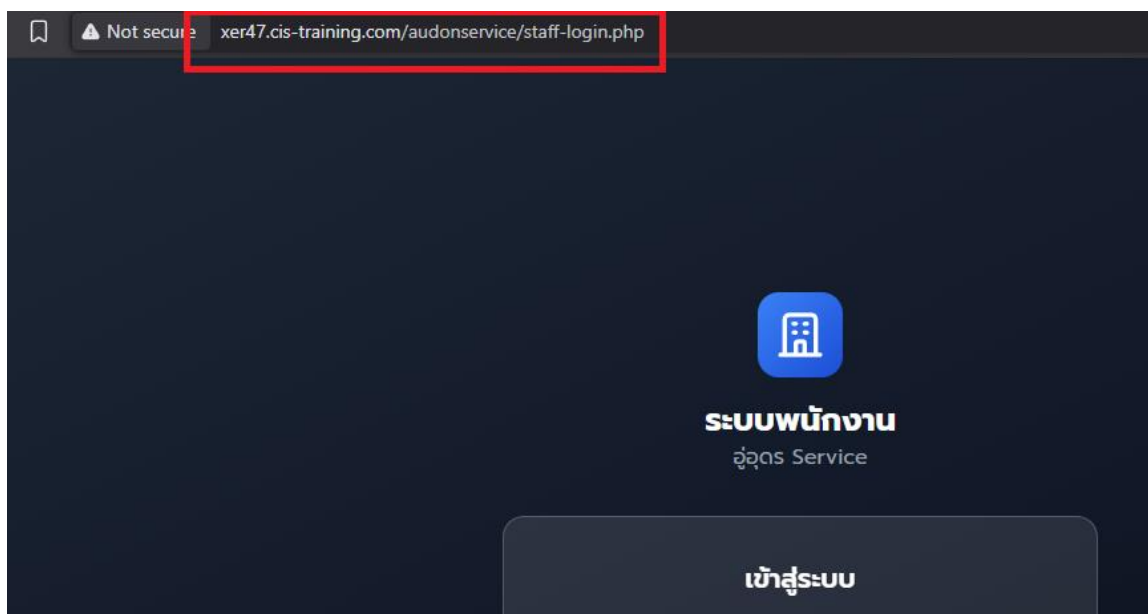 Not secure xer47.cis-training.com/audonservice/staff-login.php
ระบบพนักงาน
อู่อุดร Service
เข้าสู่ระบบ